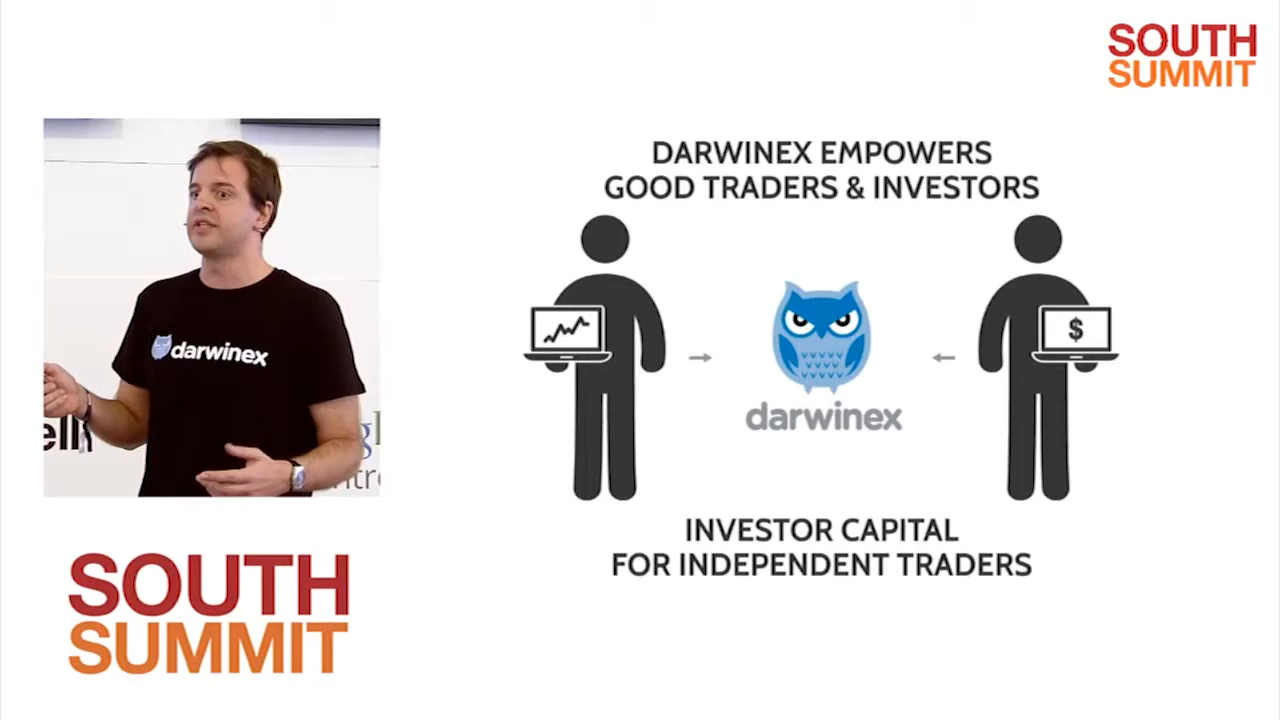 SOUTH
SUMMIT
DARWINEX EMPOWERS
GOOD TRADERS & INVESTORS
darwinex
$
darwinex
INVESTOR CAPITAL
FOR INDEPENDENT TRADERS
SOUTH
SUMMIT